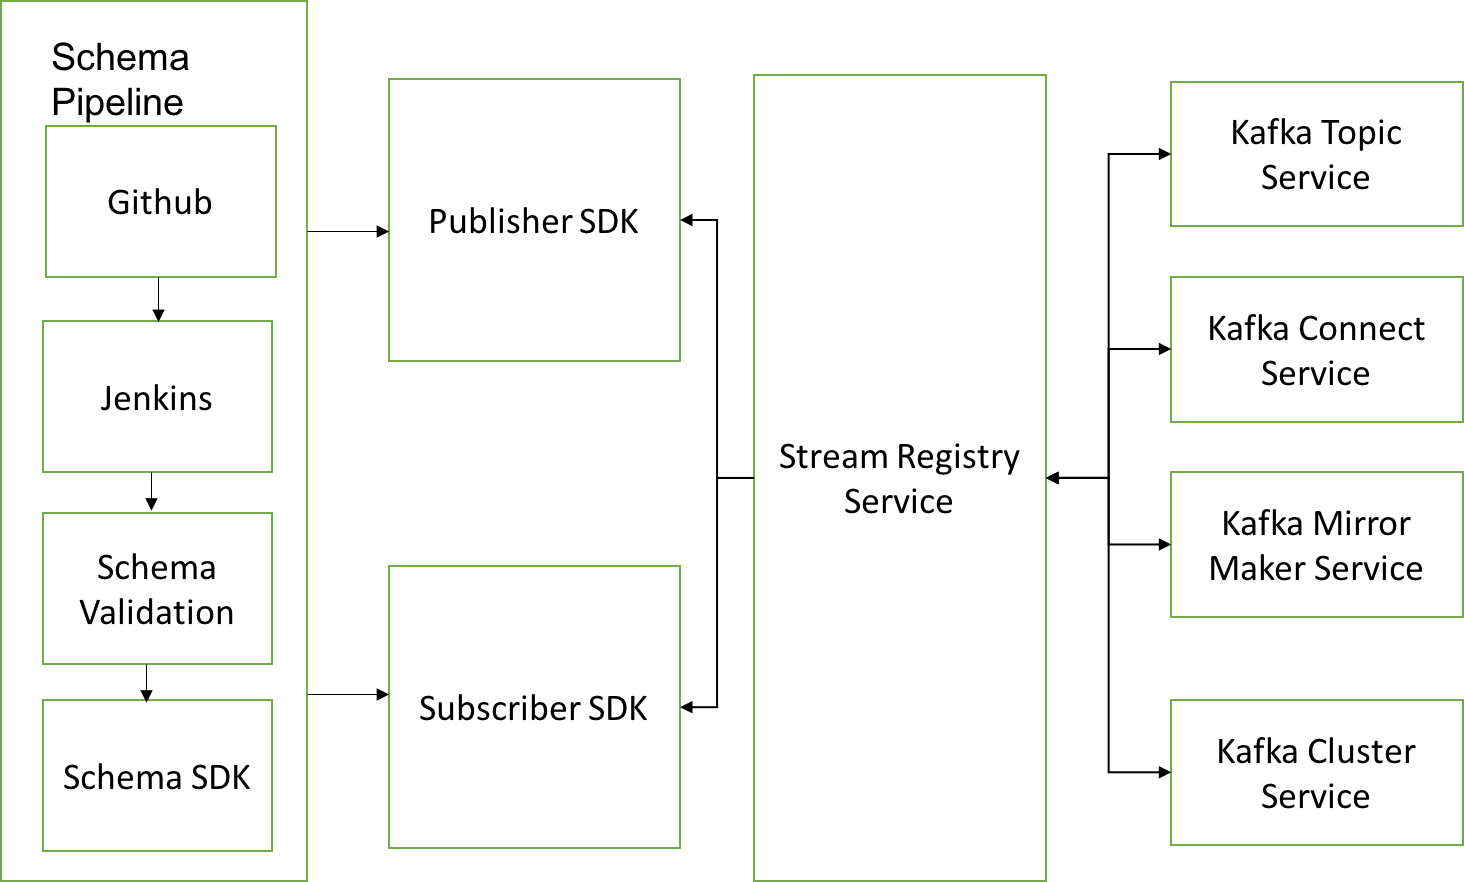 Schema
Pipeline
Github
Jenkins
Schema
Validation
Schema SDK
Publisher SDK
Subscriber SDK
Stream Registry
Service
Kafka Topic
Service
Kafka Connect
Service
Kafka Mirror
Maker Service
Kafka Cluster
Service